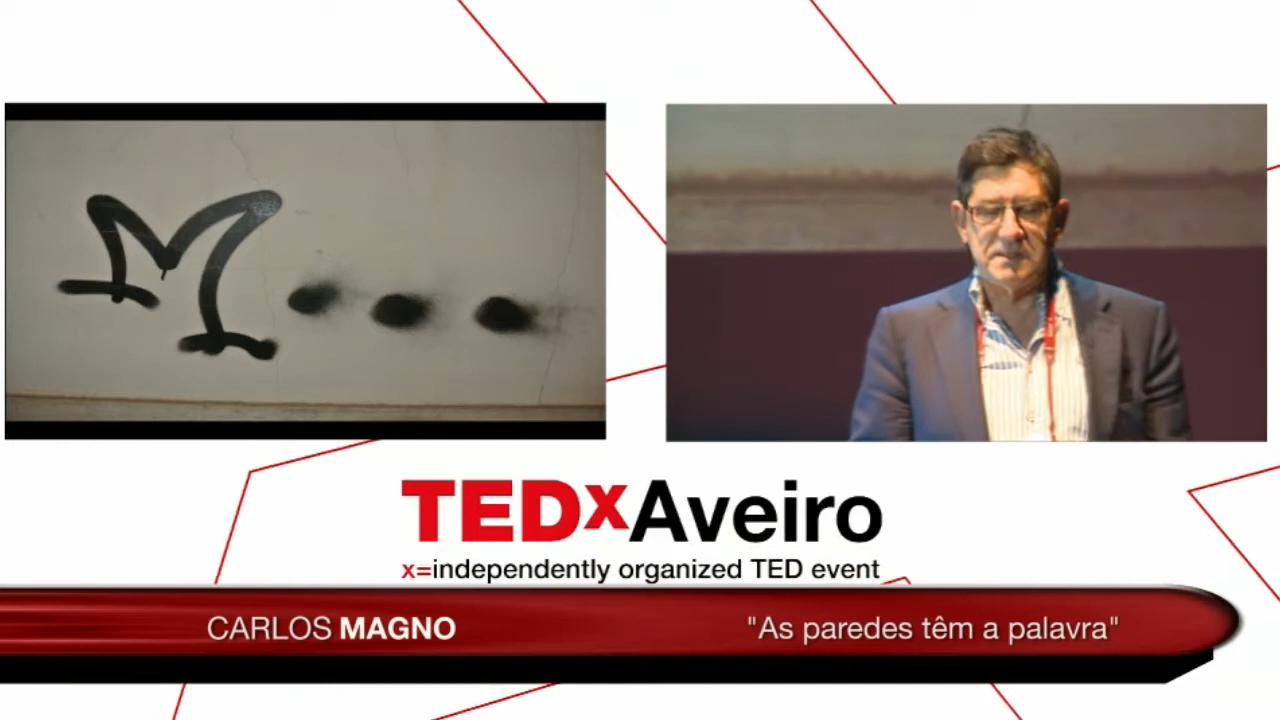 M...
TEDxAveiro
x=independently organized TED event
CARLOS MAGNO
"As paredes têm a palavra"